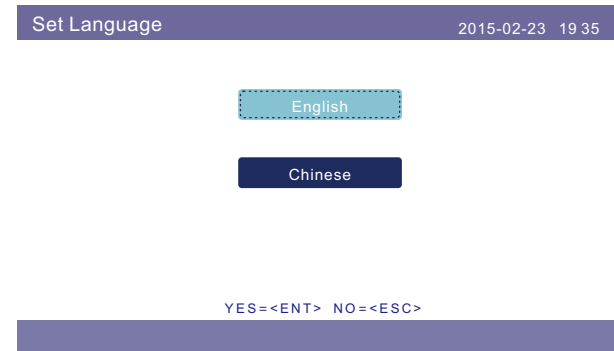 Set Language 2015-02-23 19 35
English
Chinese
YES=<ENT> NO=<ESC>